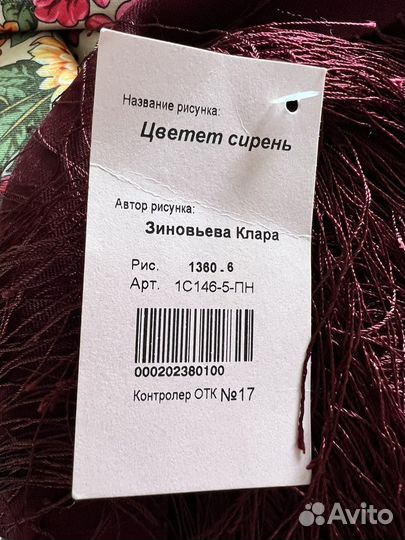 Название рисунка:
Цветет сирень
Автор рисунка:
Зиновьева Клара
Рис. 1360-6
Арт. 1С146-5-ПН
000202380100
Контролер ОТК №17
Avito